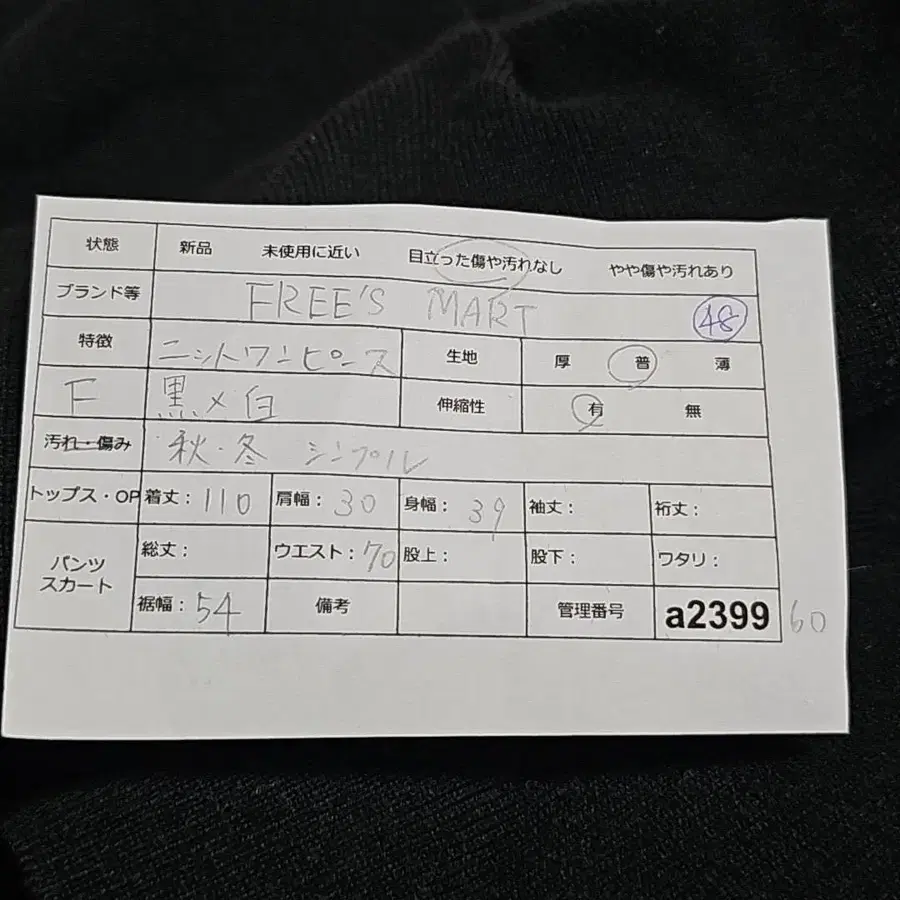 状態 新品 未使用に近い 目立った傷や汚れなし やや傷や汚れあり
ブランド等 FREE'S MART 48
特徴 ニットワンピース 生地 厚 普 薄
F 黒×白 伸縮性 有 無
汚れ・傷み 秋・冬 シンプル
トップス・OP 着丈：110 肩幅：30 身幅：39 袖丈： 裄丈：
パンツ スカート 総丈： ウエスト：70 股上： 股下： ワタリ：
裾幅：54 備考 管理番号 a2399 60